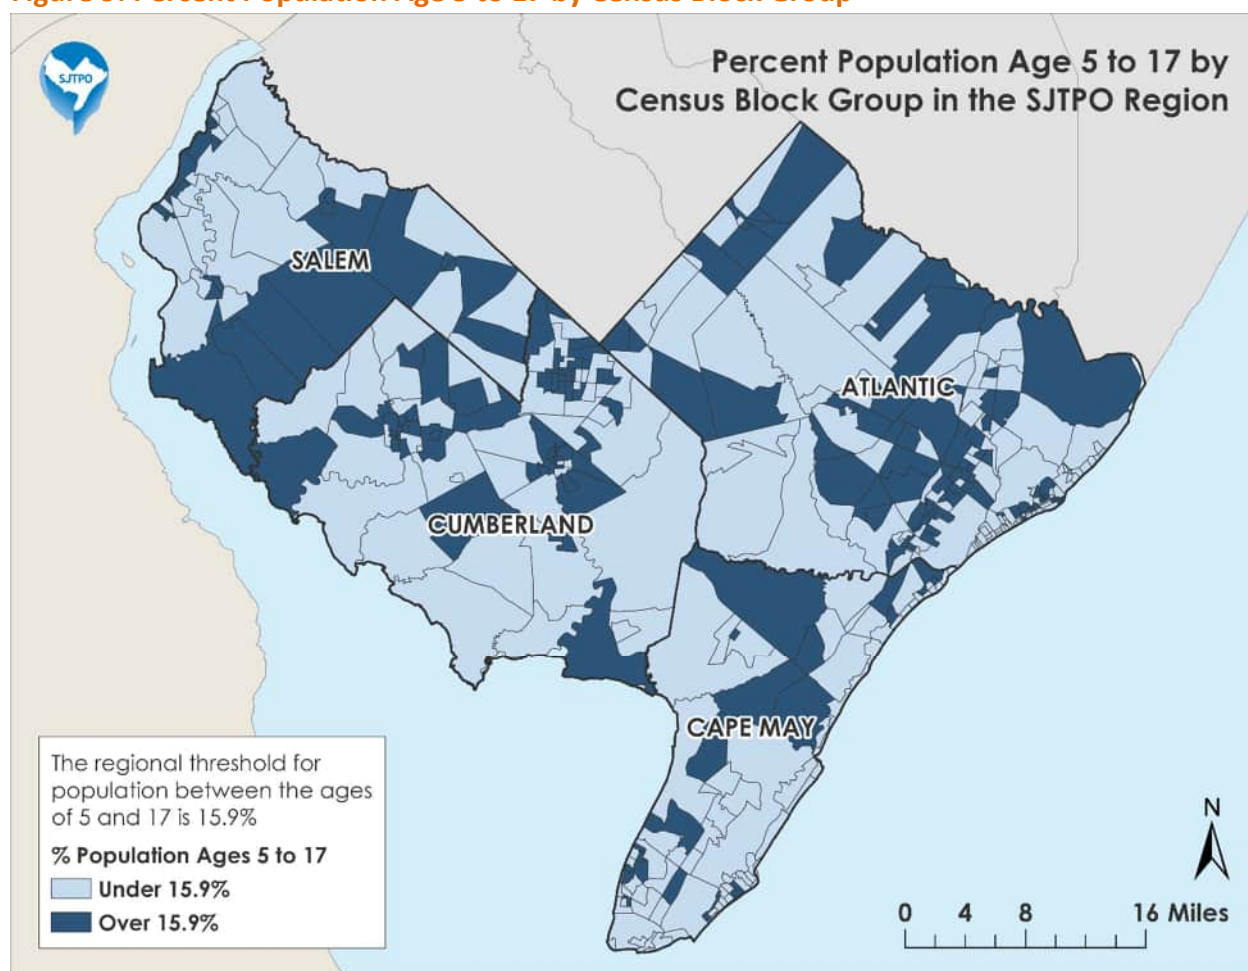 SJTPO
Percent Population Age 5 to 17 by
Census Block Group in the SJTPO Region
SALEM
ATLANTIC
CUMBERLAND
CAPE MAY
The regional threshold for
population between the ages
of 5 and 17 is 15.9%
% Population Ages 5 to 17
Under 15.9%
Over 15.9%
N
0 4 8 16 Miles